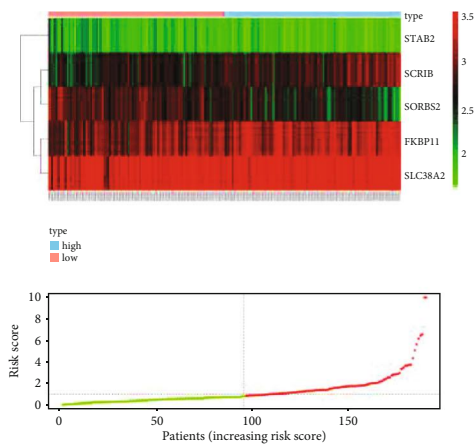 type
3.5
STAB2
3
SCRIB
2.5
SORBS2
FKBP11
2
SLC38A2
type
high
low
10
8
6
4
2
0
Risk score
0
50
100
150
Patients (increasing risk score)